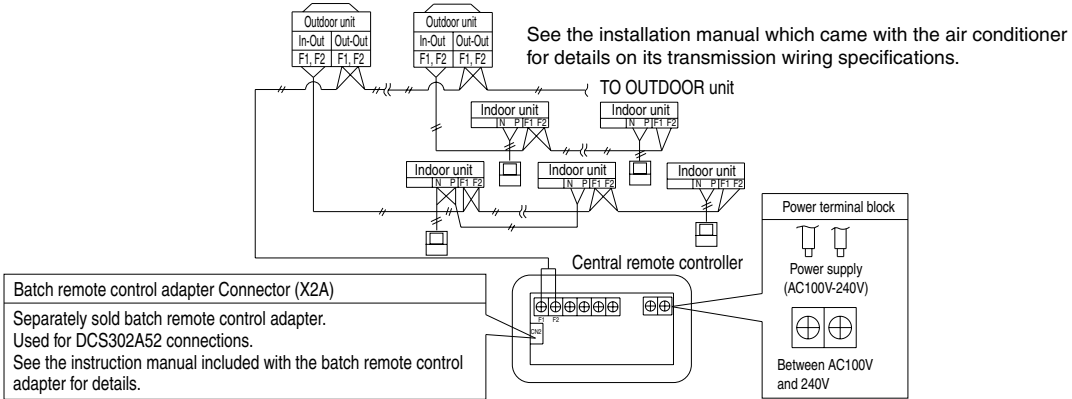 Outdoor unit
In-Out Out-Out
F1, F2 F1, F2
Outdoor unit
In-Out Out-Out
F1, F2 F1, F2
See the installation manual which came with the air conditioner
for details on its transmission wiring specifications.
TO OUTDOOR unit
Indoor unit
N P F1 F2
Indoor unit
N P F1 F2
Indoor unit
N P F1 F2
Indoor unit
N P F1 F2
Indoor unit
N P F1 F2
Central remote controller
F1 F2
CN2
Batch remote control adapter Connector (X2A)
Separately sold batch remote control adapter.
Used for DCS302A52 connections.
See the instruction manual included with the batch remote control
adapter for details.
Power terminal block
Power supply
(AC100V-240V)
Between AC100V
and 240V